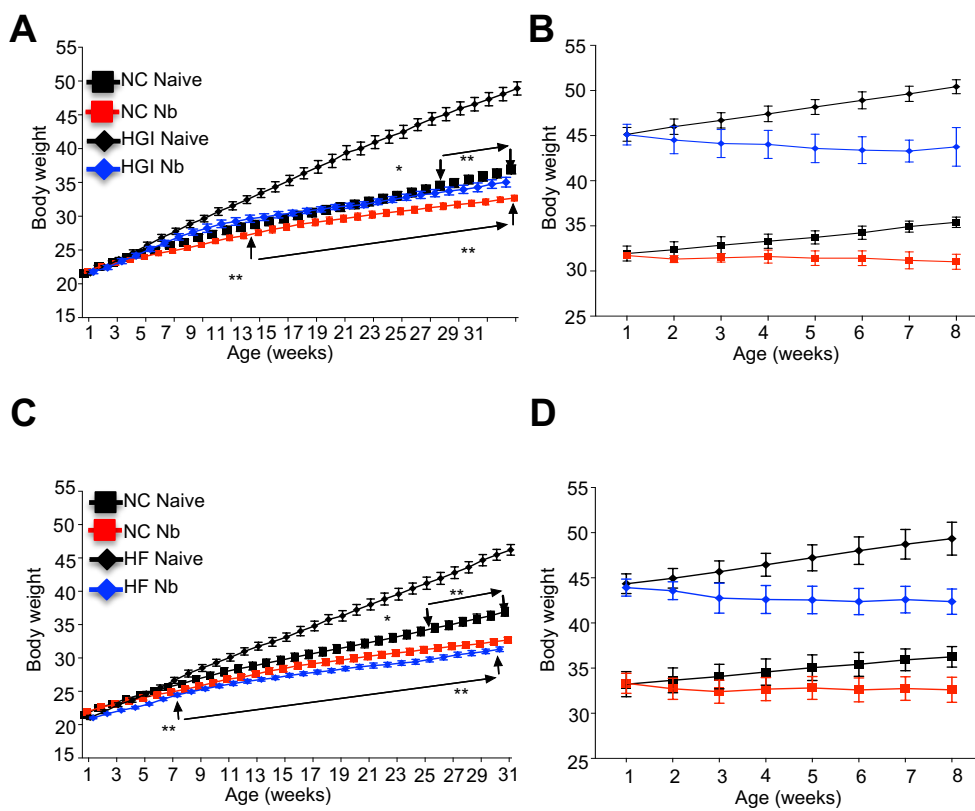 A
55
50
45
40
35
30
25
20
15
Body weight
NC Naive
NC Nb
HGI Naive
HGI Nb
*
**
**
**
1 3 5 7 9 11 13 15 17 19 21 23 25 27 29 31
Age (weeks)
B
55
50
45
40
35
30
25
Body weight
1 2 3 4 5 6 7 8
Age (weeks)
C
55
50
45
40
35
30
25
20
15
Body weight
NC Naive
NC Nb
HF Naive
HF Nb
*
**
**
**
1 3 5 7 9 11 13 15 17 19 21 23 25 27 29 31
Age (weeks)
D
55
50
45
40
35
30
25
Body weight
1 2 3 4 5 6 7 8
Age (weeks)